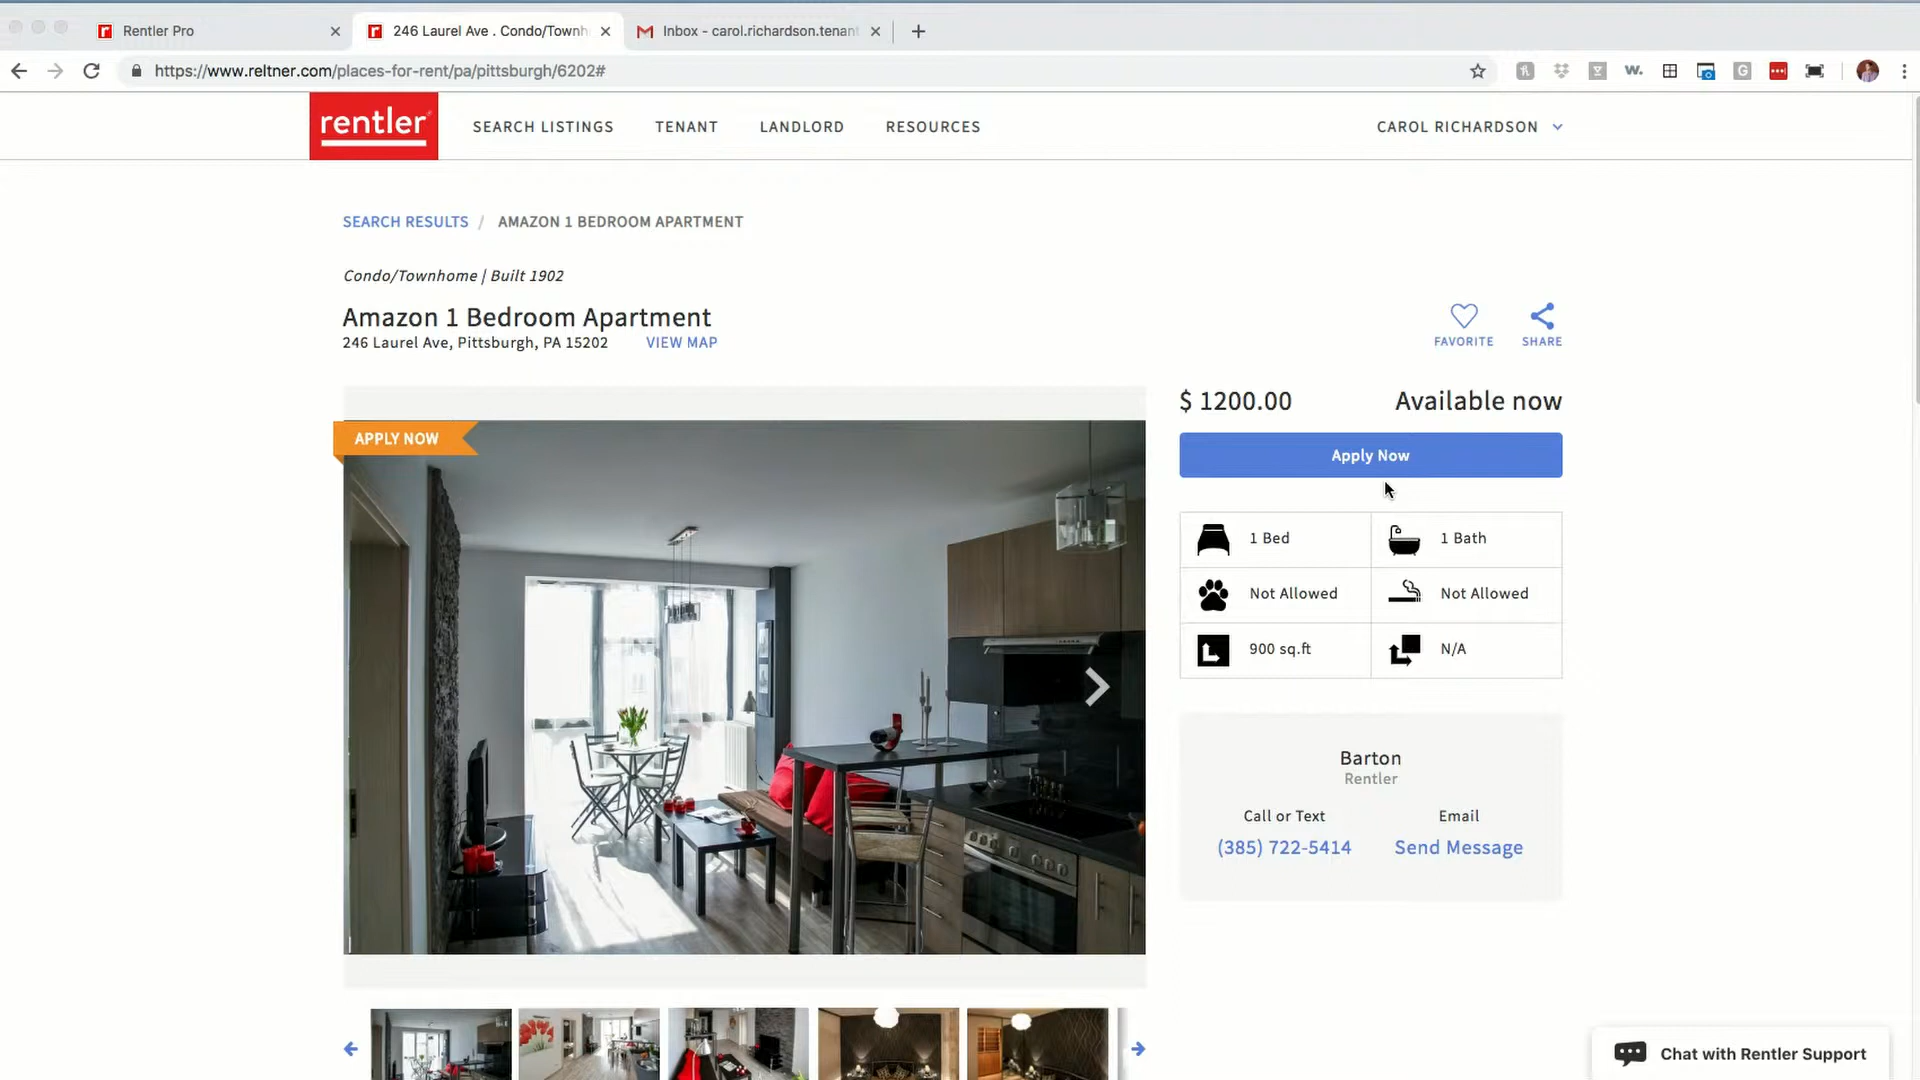 Rentler Pro
246 Laurel Ave . Condo/Townh
Inbox - carol.richardson.tenant
https://www.reltner.com/places-for-rent/pa/pittsburgh/6202#
rentler
SEARCH LISTINGS
TENANT
LANDLORD
RESOURCES
CAROL RICHARDSON
SEARCH RESULTS / AMAZON 1 BEDROOM APARTMENT
Condo/Townhome | Built 1902
Amazon 1 Bedroom Apartment
246 Laurel Ave, Pittsburgh, PA 15202
VIEW MAP
FAVORITE
SHARE
APPLY NOW
$ 1200.00
Available now
Apply Now
1 Bed
1 Bath
Not Allowed
Not Allowed
900 sq.ft
N/A
Barton
Rentler
Call or Text
Email
(385) 722-5414
Send Message
Chat with Rentler Support